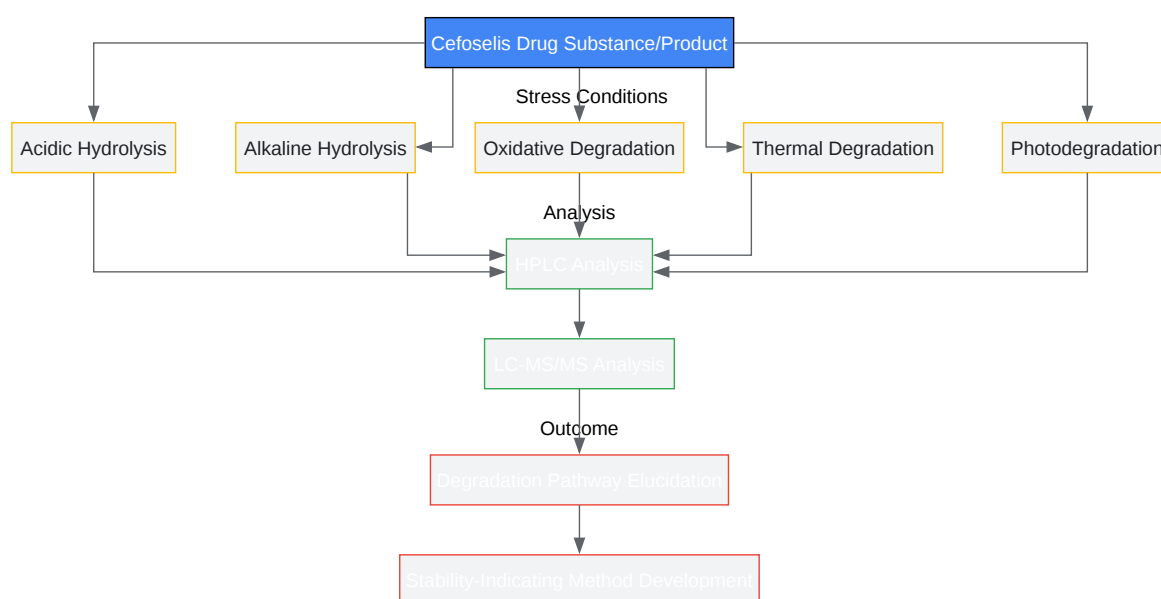 Cefoselis Drug Substance/Product
Stress Conditions
Acidic Hydrolysis
Alkaline Hydrolysis
Oxidative Degradation
Thermal Degradation
Photodegradation
Analysis
HPLC Analysis
LC-MS/MS Analysis
Outcome
Degradation Pathway Elucidation
Stability-Indicating Method Development